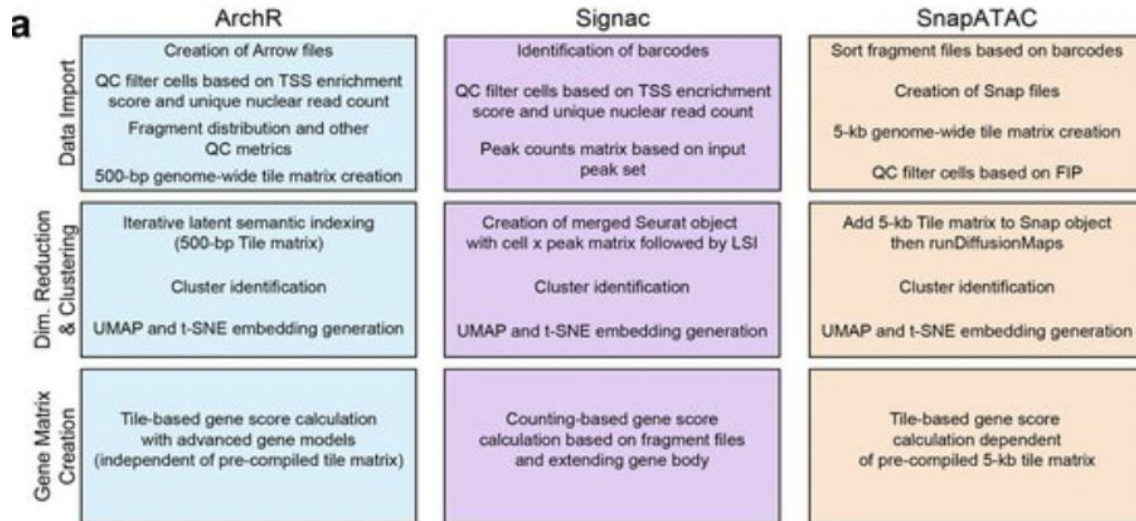 a
ArchR
Signac
SnapATAC
Data Import
Creation of Arrow files
QC filter cells based on TSS enrichment
score and unique nuclear read count
Fragment distribution and other
QC metrics
500-bp genome-wide tile matrix creation
Identification of barcodes
QC filter cells based on TSS encrichment
score and unique nuclear read count
Peak counts matrix based on input
peak set
Sort fragment files based on barcodes
Creation of Snap files
5-kb genome-wide tile matrix creation
QC filter cells based on FIP
Dim. Reduction
& Clustering
Iterative latent semantic indexing
(500-bp Tile matrix)
Cluster identification
UMAP and t-SNE embedding generation
Creation of merged Seurat object
with cell x peak matrix followed by LSI
Cluster identification
UMAP and t-SNE embedding generation
Add 5-kb Tile matrix to Snap object
then runDiffusionMaps
Cluster identification
UMAP and t-SNE embedding generation
Gene Matrix
Creation
Tile-based gene score calculation
with advanced gene models
(independent of pre-compiled tile matrix)
Counting-based gene score
calculation based on fragment files
and extending gene body
Tile-based gene score
calculation dependent
of pre-compiled 5-kb tile matrix